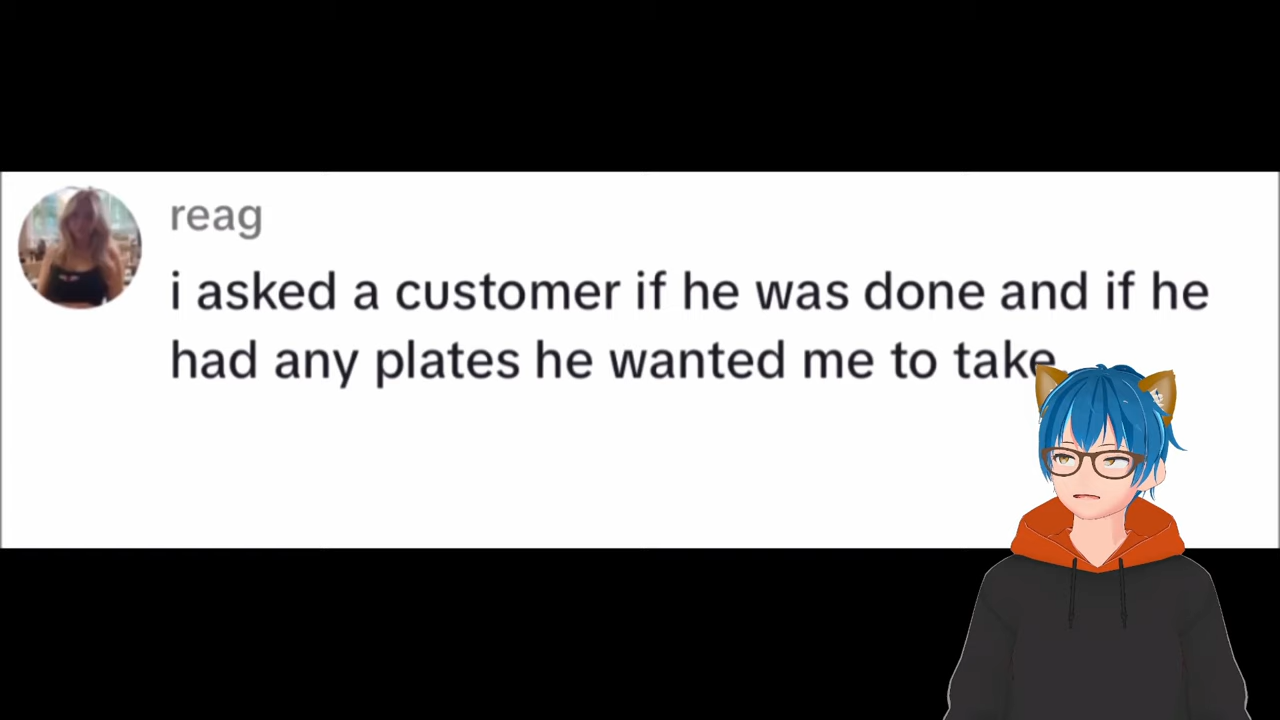 reag
i asked a customer if he was done and if he
had any plates he wanted me to take